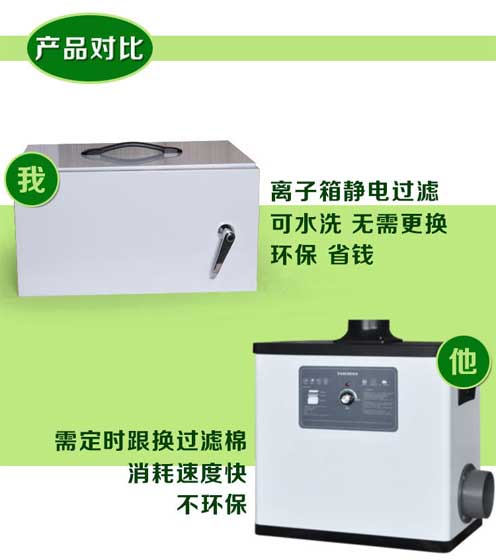 产品对比
我
离子箱静电过滤
可水洗 无需更换
环保 省钱
他
需定时跟换过滤棉
消耗速度快
不环保